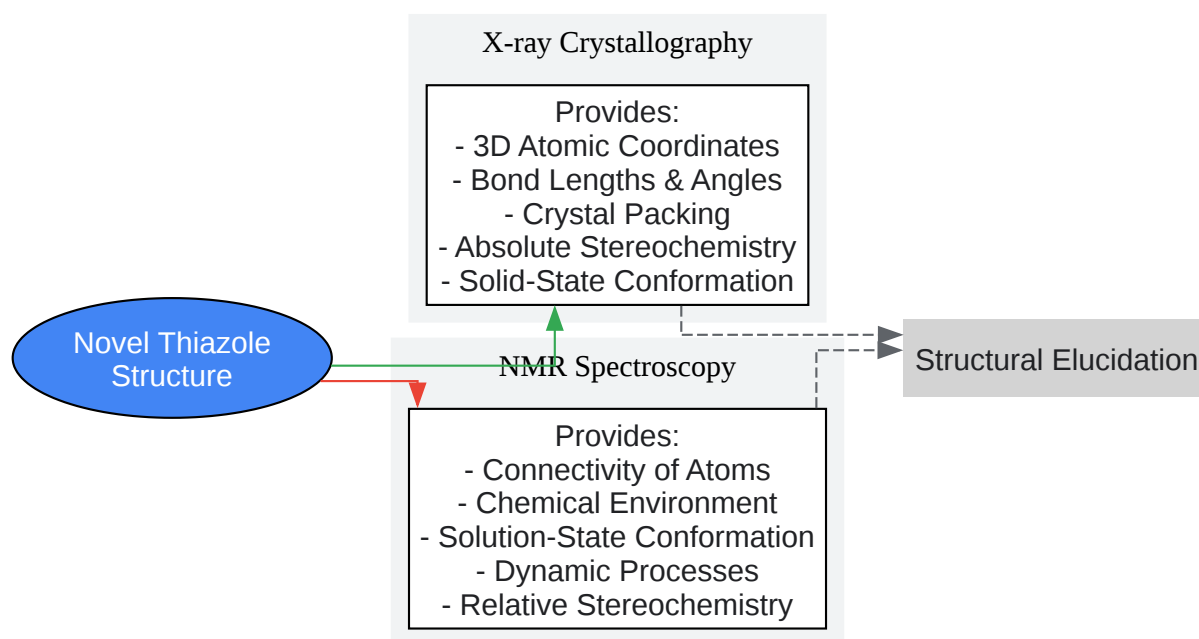 X-ray Crystallography
Provides:
- 3D Atomic Coordinates
- Bond Lengths & Angles
- Crystal Packing
- Absolute Stereochemistry
- Solid-State Conformation
Novel Thiazole
Structure
NMR Spectroscopy
Provides:
- Connectivity of Atoms
- Chemical Environment
- Solution-State Conformation
- Dynamic Processes
- Relative Stereochemistry
Structural Elucidation